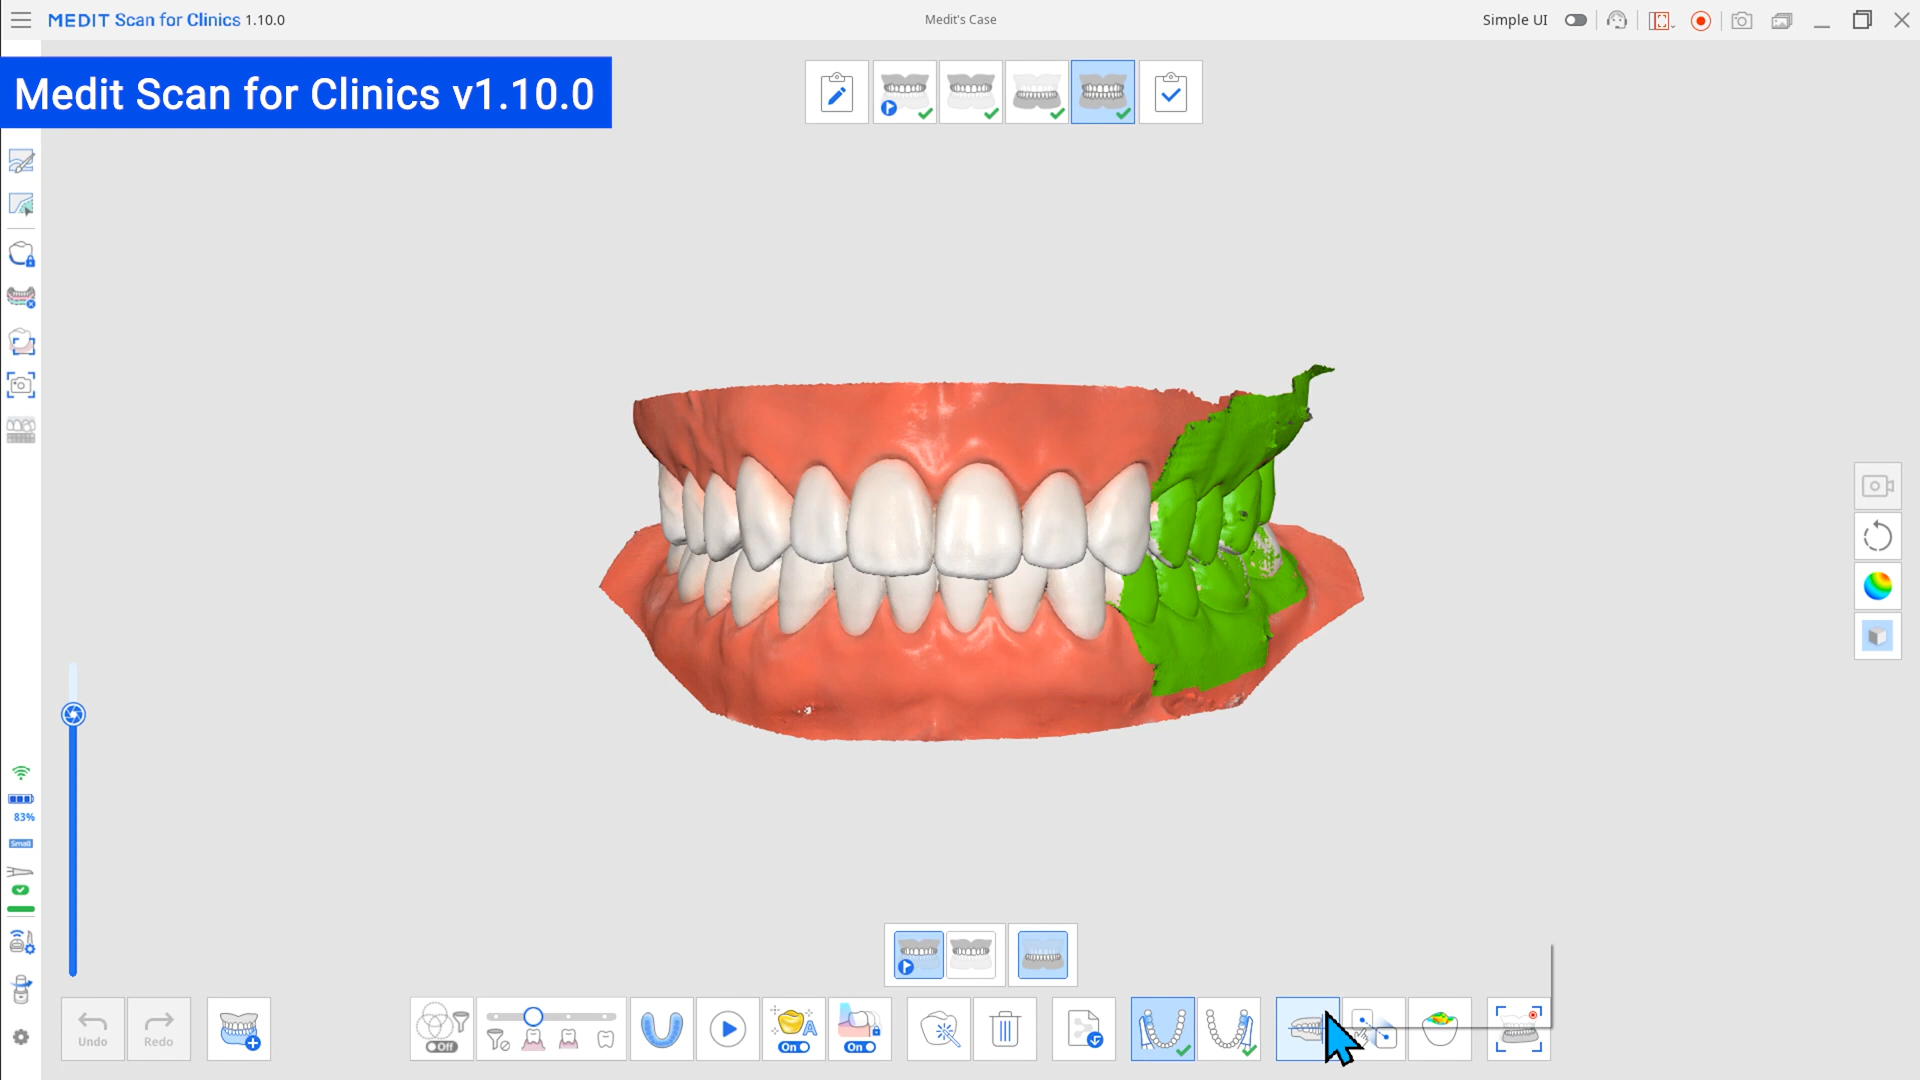 MEDIT Scan for Clinics 1.10.0
Medit's Case
Simple UI
Medit Scan for Clinics v1.10.0
83%
Small
Undo
Redo
Off
A
On
On